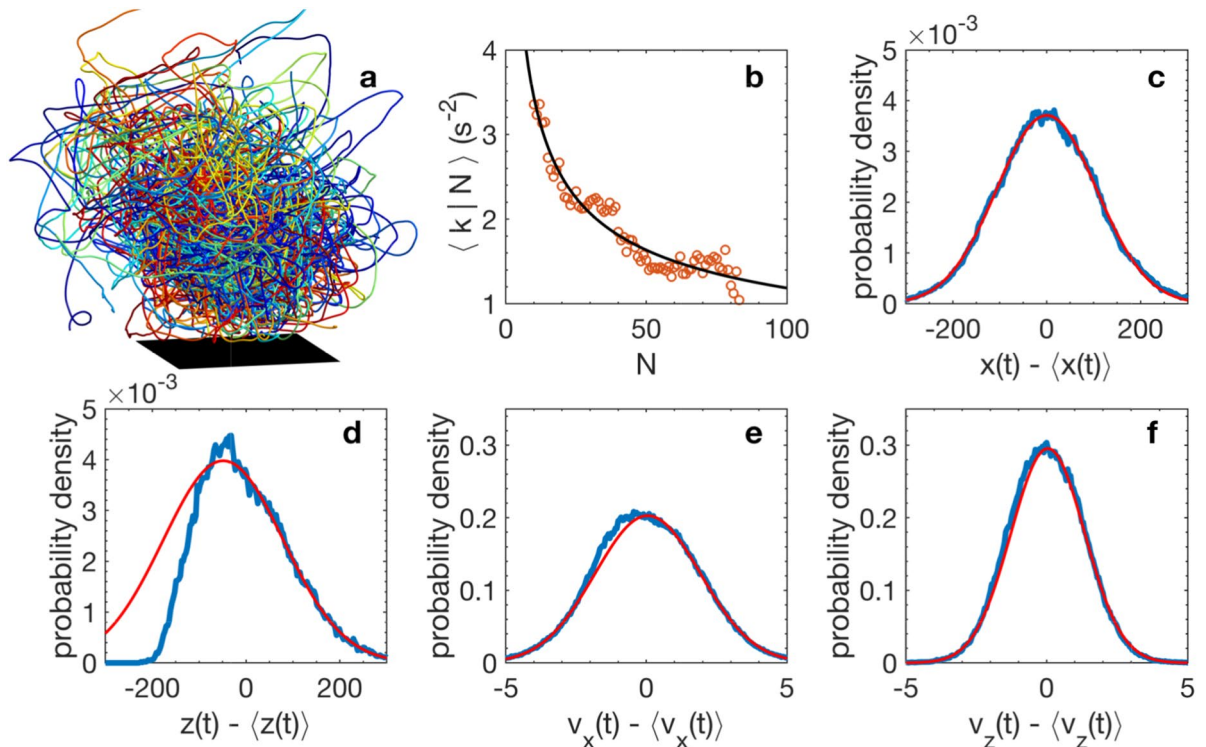 a
b
⟨ k | N ⟩ (s⁻²)
4
3
2
1
0
50
100
N
c
×10⁻³
probability density
5
4
3
2
1
0
-200
0
200
x(t) - ⟨x(t)⟩
d
×10⁻³
probability density
5
4
3
2
1
0
-200
0
200
z(t) - ⟨z(t)⟩
e
probability density
0.3
0.2
0.1
0
-5
0
5
v_x(t) - ⟨v_x(t)⟩
f
probability density
0.3
0.2
0.1
0
-5
0
5
v_z(t) - ⟨v_z(t)⟩